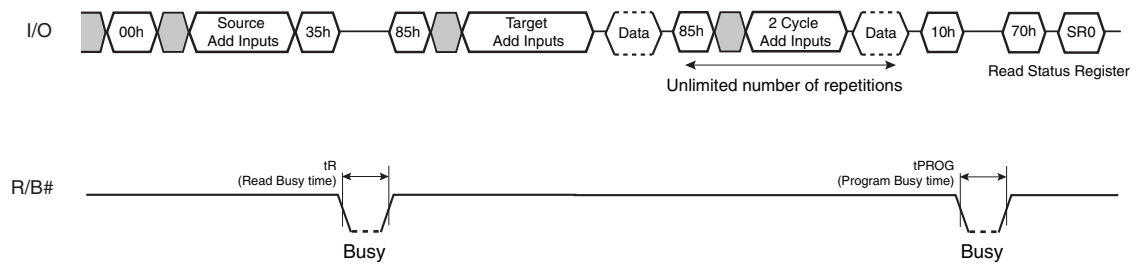 I/O
00h
Source
Add Inputs
35h
85h
Target
Add Inputs
Data
85h
2 Cycle
Add Inputs
Data
10h
70h
SR0
Unlimited number of repetitions
Read Status Register
R/B#
tR
(Read Busy time)
Busy
tPROG
(Program Busy time)
Busy